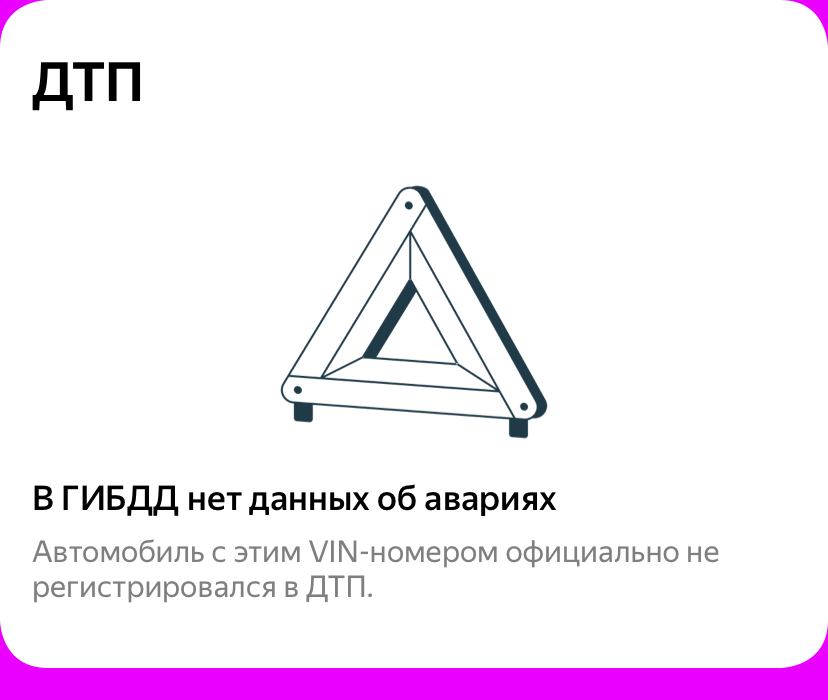 ДТП
В ГИБДД нет данных об авариях
Автомобиль с этим VIN-номером официально не
регистрировался в ДТП.